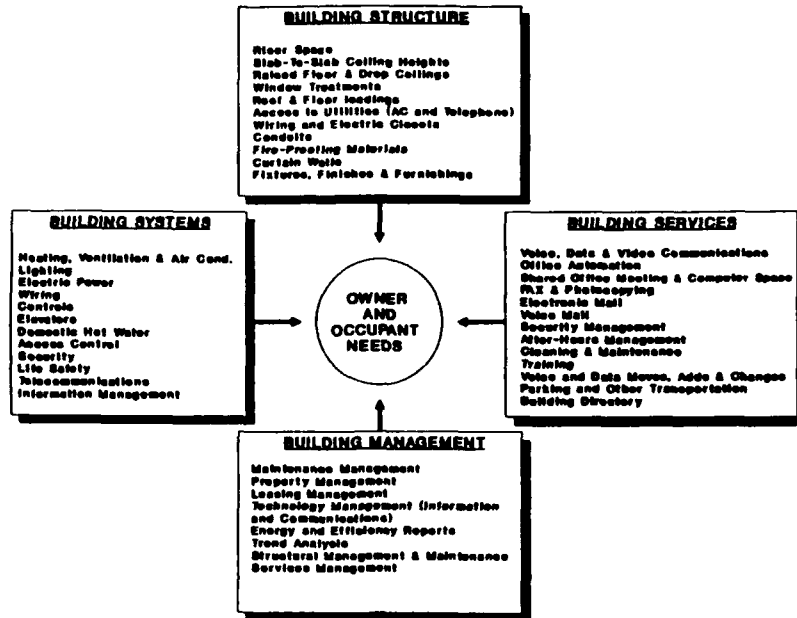 BUILDING STRUCTURE
Riser Space
Slab-To-Slab Ceiling Heights
Raised Floor & Drop Ceilings
Window Treatments
Roof & Floor loadings
Access to Utilities (AC and Telephone)
Wiring and Electric Closets
Conduits
Fire-Proofing Materials
Curtain Walls
Fixtures, Finishes & Furnishings
BUILDING SYSTEMS
Heating, Ventilation & Air Cond.
Lighting
Electric Power
Wiring
Controls
Elevators
Domestic Hot Water
Access Control
Security
Life Safety
Telecommunications
Information Management
OWNER
AND
OCCUPANT
NEEDS
BUILDING SERVICES
Voice, Data & Video Communications
Office Automation
Shared Office Meeting & Computer Space
FAX & Photocopying
Electronic Mail
Voice Mail
Security Management
After-Hours Management
Cleaning & Maintenance
Training
Voice and Data Moves, Adds & Changes
Parking and Other Transportation
Building Directory
BUILDING MANAGEMENT
Maintenance Management
Property Management
Leasing Management
Technology Management (Information
and Communications)
Energy and Efficiency Reports
Trend Analysis
Structural Management & Maintenance
Services Management